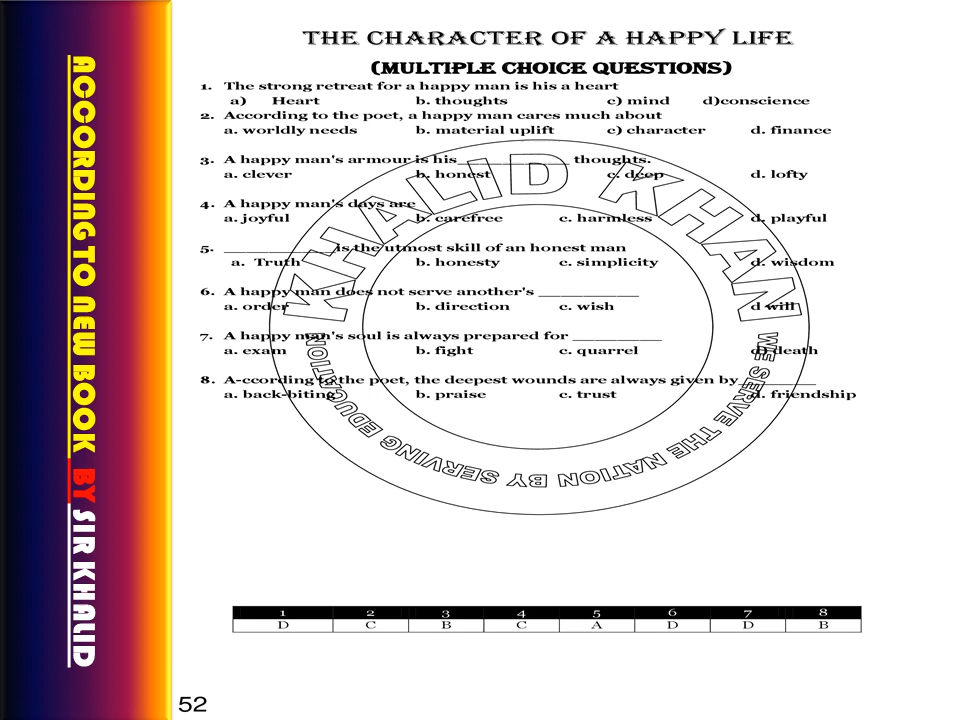 ACCORDING TO NEW BOOK BY SIR KHALID
THE CHARACTER OF A HAPPY LIFE
(MULTIPLE CHOICE QUESTIONS)
1. The strong retreat for a happy man is his a heart
a) Heart b. thoughts c) mind d)conscience
2. According to the poet, a happy man cares much about
a. worldly needs b. material uplift c) character d. finance
3. A happy man's armour is his_______________ thoughts.
a. clever b. honest c. deep d. lofty
4. A happy man's days are
a. joyful b. carefree c. harmless d. playful
5. ______________ is the utmost skill of an honest man
a. Truth b. honesty c. simplicity d. wisdom
6. A happy man does not serve another's _____________
a. order b. direction c. wish d will
7. A happy man's soul is always prepared for ____________
a. exam b. fight c. quarrel d) death
8. A-ccording to the poet, the deepest wounds are always given by__________
a. back-biting b. praise c. trust d. friendship
KHALID KHAN
WE SERVE THE NATION BY SERVING EDUCATION
1 2 3 4 5 6 7 8
D C B C A D D B
52